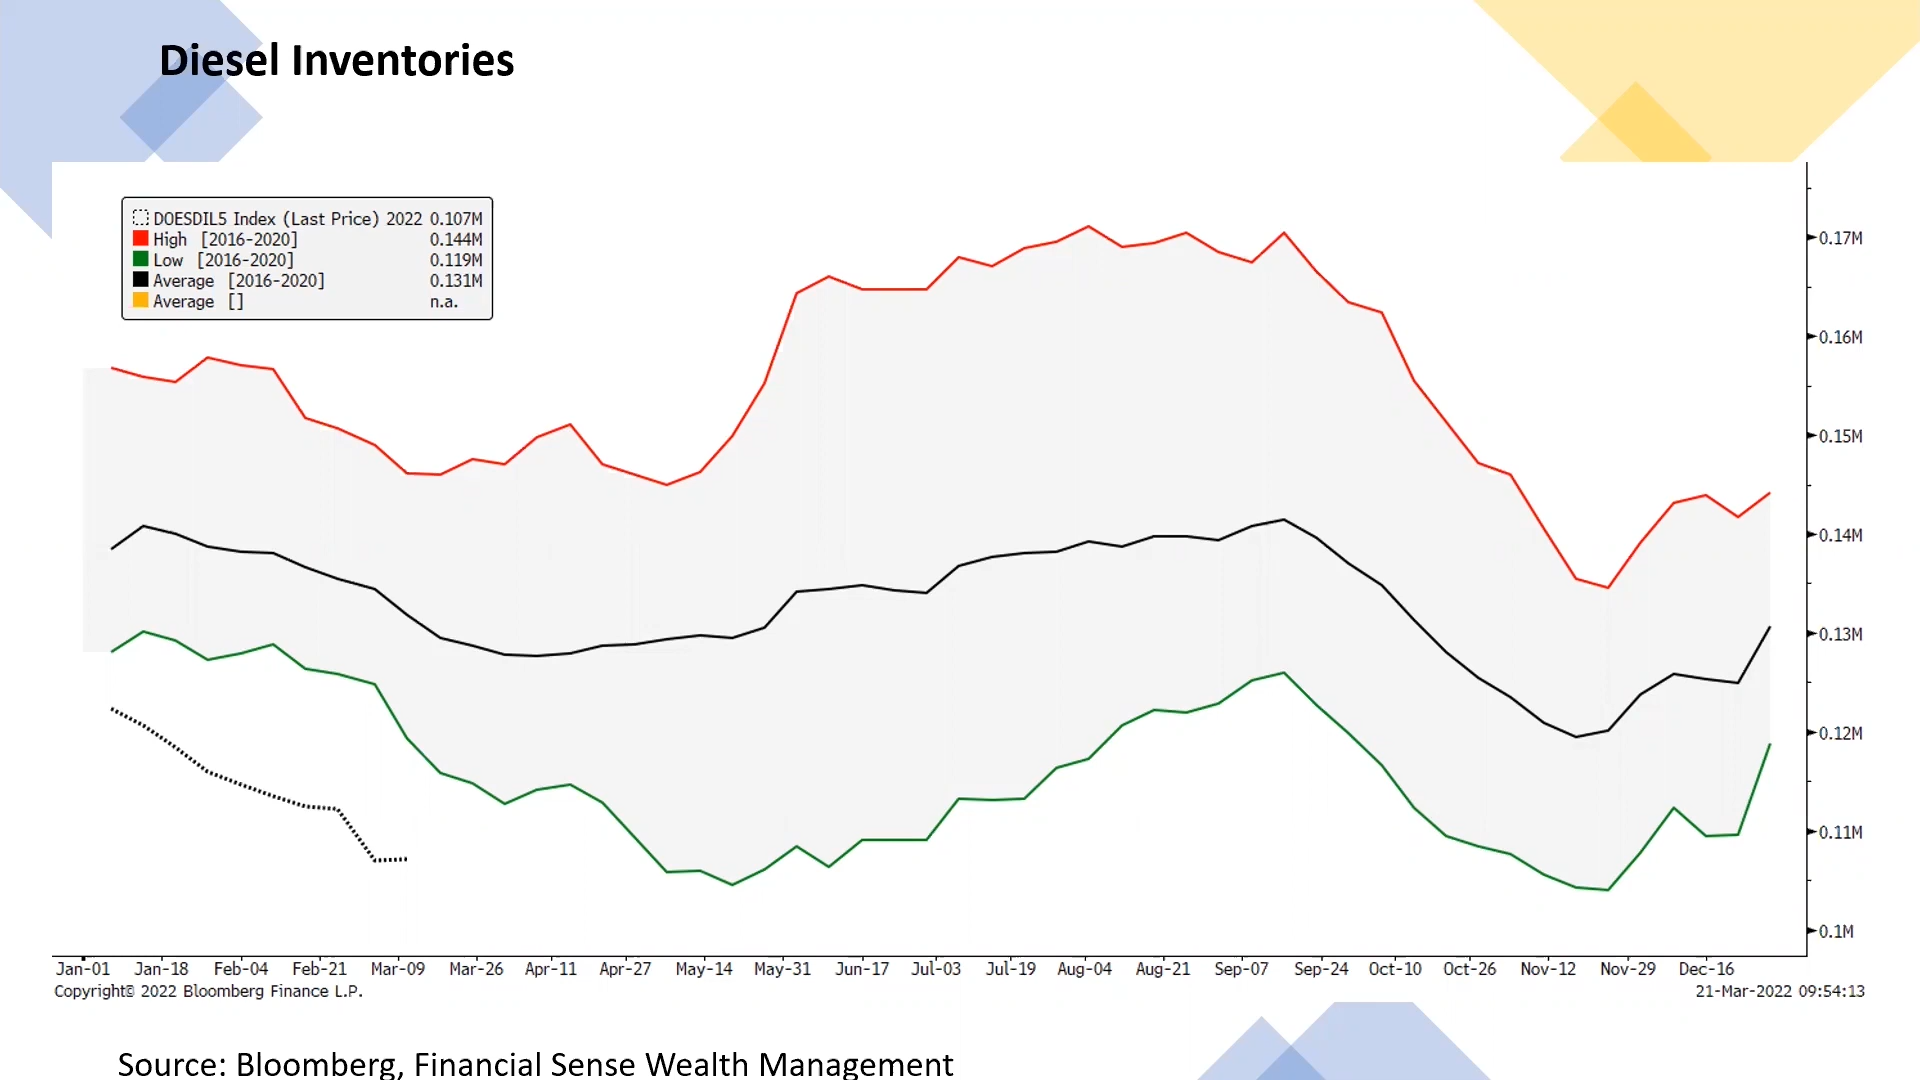 Diesel Inventories
DOESDIL5 Index (Last Price) 2022 0.107M
High [2016-2020] 0.144M
Low [2016-2020] 0.119M
Average [2016-2020] 0.131M
Average [] n.a.
0.17M
0.16M
0.15M
0.14M
0.13M
0.12M
0.11M
0.1M
Jan-01 Jan-18 Feb-04 Feb-21 Mar-09 Mar-26 Apr-11 Apr-27 May-14 May-31 Jun-17 Jul-03 Jul-19 Aug-04 Aug-21 Sep-07 Sep-24 Oct-10 Oct-26 Nov-12 Nov-29 Dec-16
Copyright© 2022 Bloomberg Finance L.P. 21-Mar-2022 09:54:13
Source: Bloomberg, Financial Sense Wealth Management